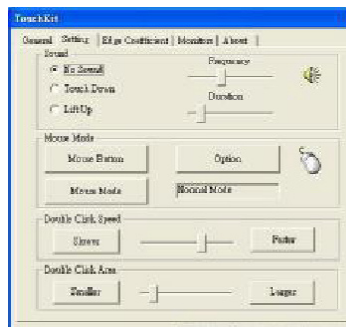 TouchKit
General Setting Edge Coefficient Monitors About
Sound
No Sound
Touch Down
Lift Up
Frequency
Duration
Mouse Mode
Mouse Button
Option
Mouse Mode
Normal Mode
Double Click Speed
Slower
Faster
Double Click Area
Smaller
Larger